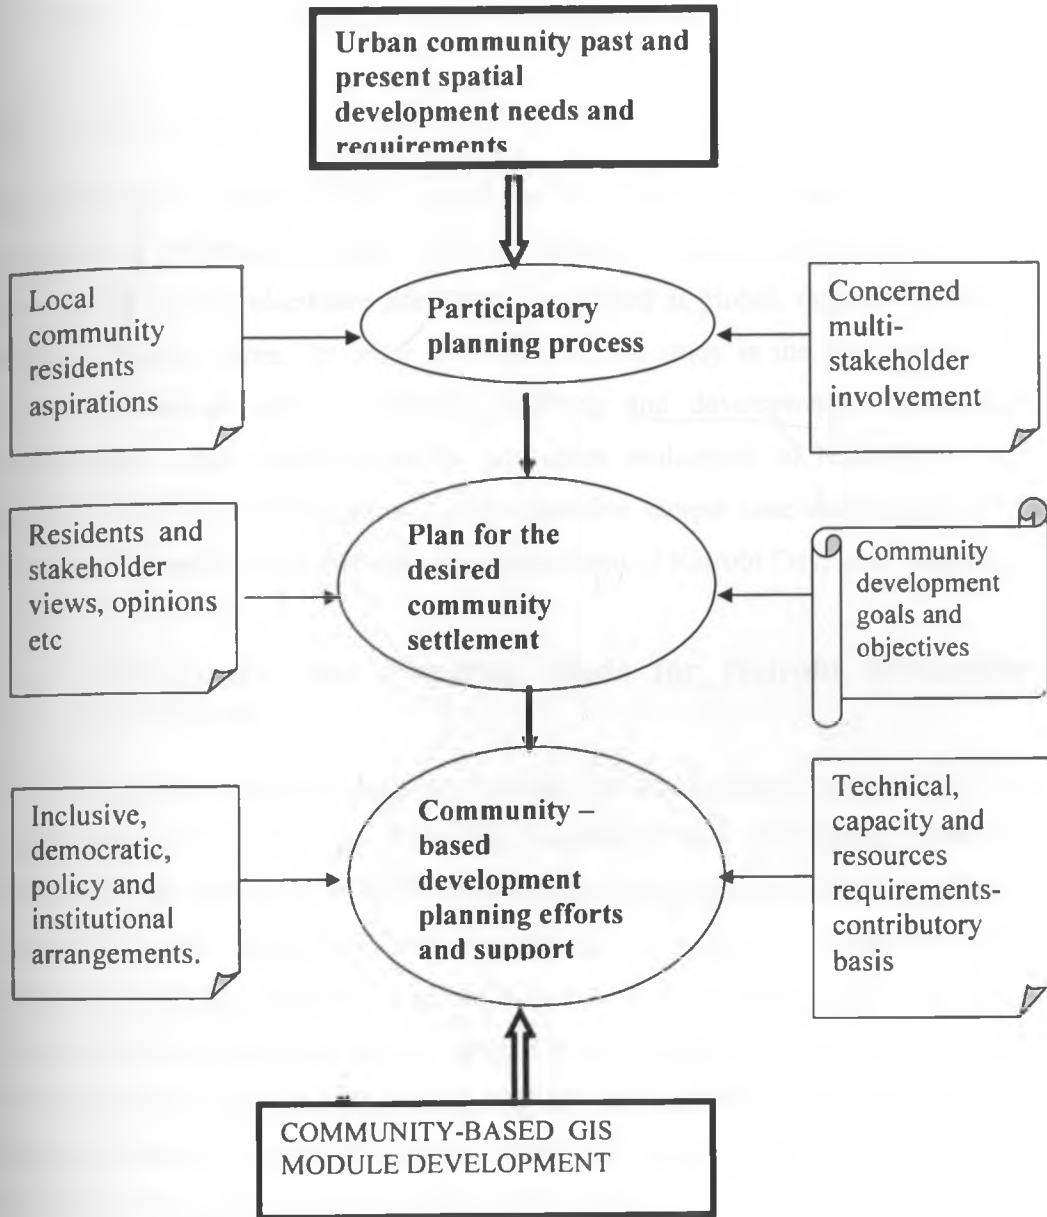 Urban community past and
present spatial
development needs and
requirements
Local
community
residents
aspirations
Participatory
planning process
Concerned
multi-
stakeholder
involvement
Residents and
stakeholder
views, opinions
etc
Plan for the
desired
community
settlement
Community
development
goals and
objectives
Inclusive,
democratic,
policy and
institutional
arrangements.
Community –
based
development
planning efforts
and support
Technical,
capacity and
resources
requirements-
contributory
basis
COMMUNITY-BASED GIS
MODULE DEVELOPMENT